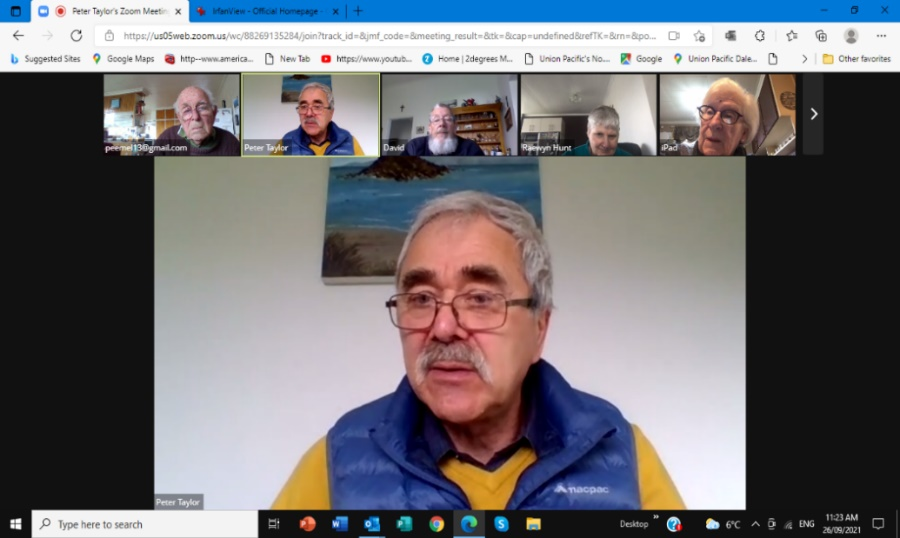 Peter Taylor's Zoom Meeting
IrfanView - Official Homepage -
https://us05web.zoom.us/wc/88269135284/join?track_id=&jmf_code=&meeting_result=&tk=&cap=undefined&refTK=&rn=&po...
Suggested Sites
Google Maps
http--www.america...
New Tab
https://www.youtub...
Home | 2degrees M...
Union Pacific's No...
Google
Union Pacific Dale...
Other favorites
peemel13@gmail.com
Peter Taylor
David
Raewyn Hunt
iPad
macpac
Peter Taylor
Type here to search
Desktop
6°C
ENG
11:23 AM
26/09/2021